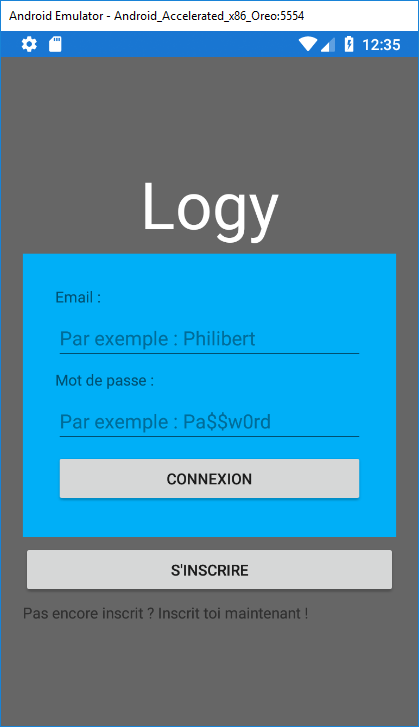 Android Emulator - Android_Accelerated_x86_Oreo:5554
12:35
Logy
Email :
Par exemple : Philibert
Mot de passe :
Par exemple : Pa$$w0rd
CONNEXION
S'INSCRIRE
Pas encore inscrit ? Inscrit toi maintenant !